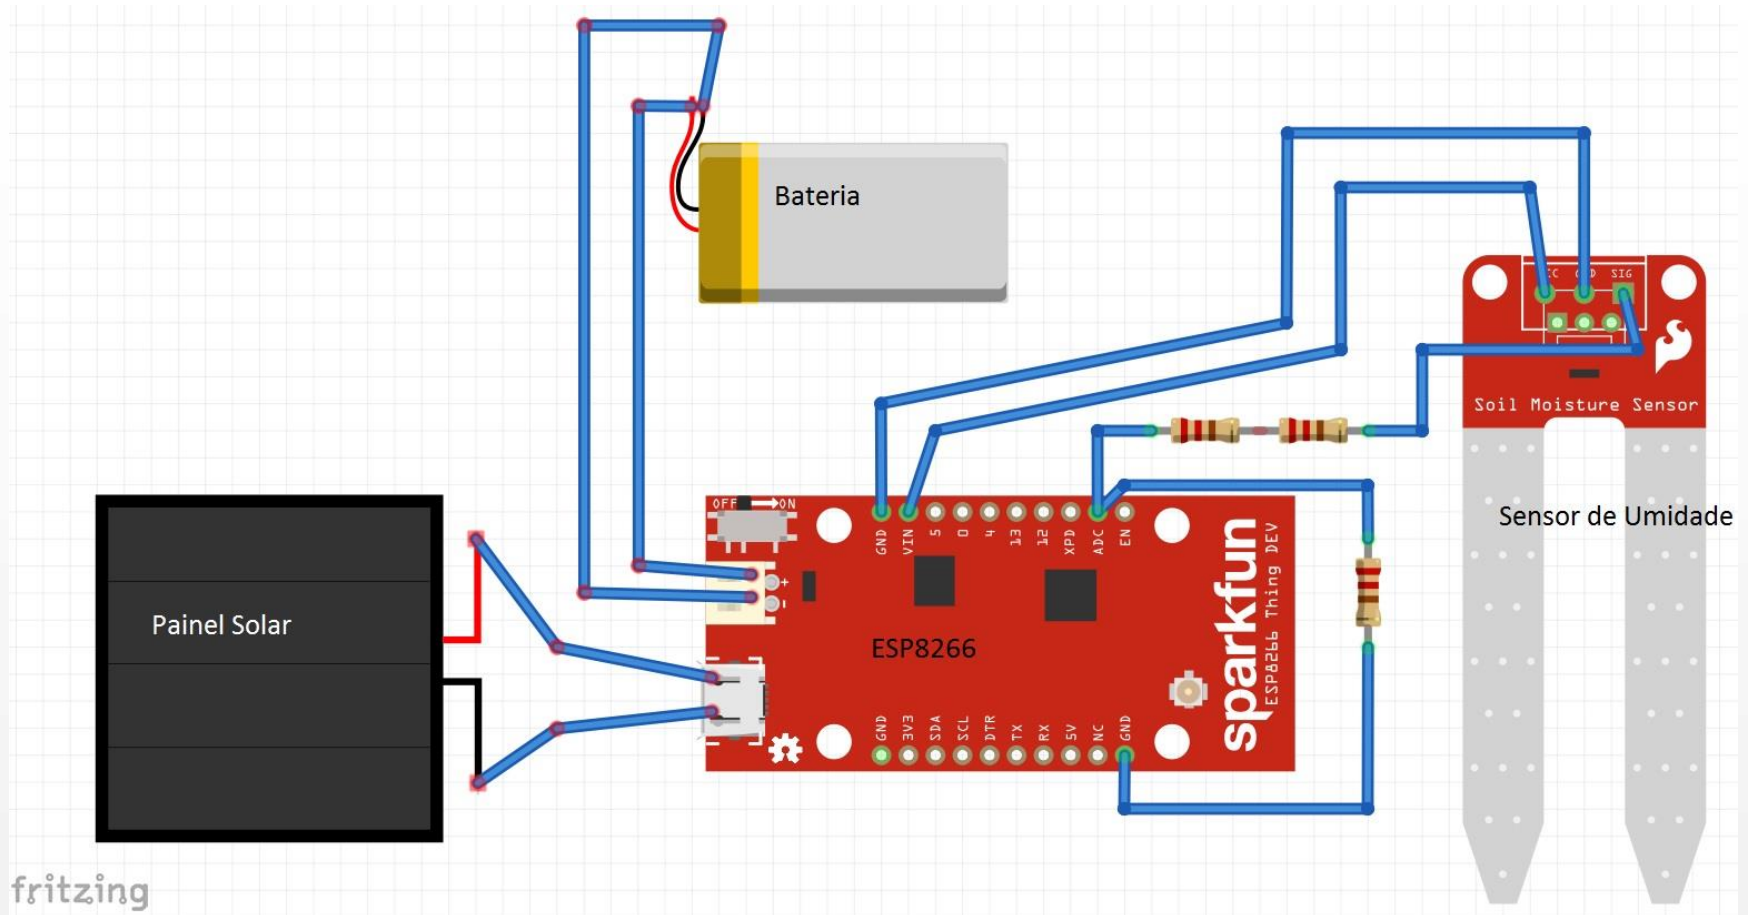 Bateria
SIG
Soil Moisture Sensor
Sensor de Umidade
Painel Solar
OFF ON
GND VIN 5 0 4 13 12 XPD ADC EN
+
-
ESP8266
sparkfun
ESP8266 Thing DEV
GND 3V3 SDA SCL DTR TX RX 5V NC GND
fritzing